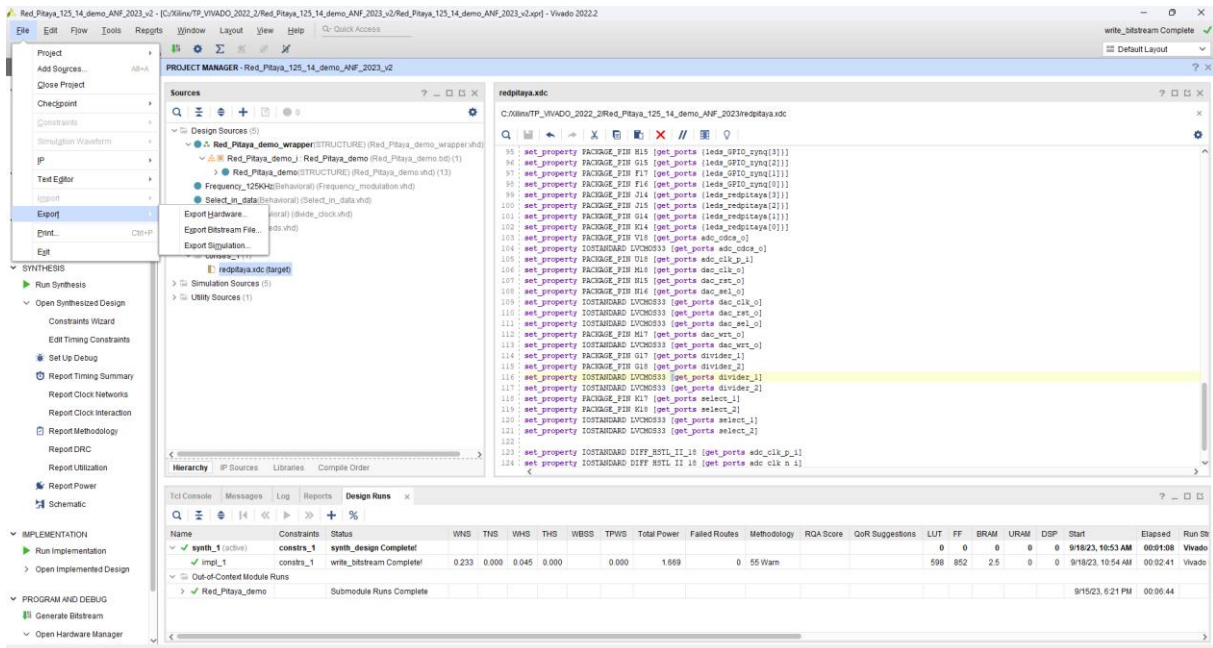 Red_Pitaya_125_14_demo_ANF_2023_v2 - [C:/Xilinx/TP_VIVADO_2022_2/Red_Pitaya_125_14_demo_ANF_2023_v2/Red_Pitaya_125_14_demo_ANF_2023_v2.xpr] - Vivado 2022.2
File Edit Flow Tools Reports Window Layout View Help Quick Access
write_bitstream Complete
Default Layout
Project
Add Sources... Alt+A
Close Project
Checkpoint
Constraints
Simulation Waveform
IP
Text Editor
Import
Export
Print... Ctrl+P
Exit
Export Hardware...
Export Bitstream File...
Export Simulation...
SYNTHESIS
Run Synthesis
Open Synthesized Design
Constraints Wizard
Edit Timing Constraints
Set Up Debug
Report Timing Summary
Report Clock Networks
Report Clock Interaction
Report Methodology
Report DRC
Report Utilization
Report Power
Schematic
IMPLEMENTATION
Run Implementation
Open Implemented Design
PROGRAM AND DEBUG
Generate Bitstream
Open Hardware Manager
PROJECT MANAGER - Red_Pitaya_125_14_demo_ANF_2023_v2
Sources
Design Sources (5)
Red_Pitaya_demo_wrapper(STRUCTURE) (Red_Pitaya_demo_wrapper.vhd)
Red_Pitaya_demo_i : Red_Pitaya_demo (Red_Pitaya_demo.bd) (1)
Red_Pitaya_demo(STRUCTURE) (Red_Pitaya_demo.vhd) (13)
Frequency_125KHz(Behavioral) (Frequency_modulation.vhd)
Select_in_data(Behavioral) (Select_in_data.vhd)
(divide_clock.vhd)
constrs_1 (1)
redpitaya.xdc (target)
Simulation Sources (5)
Utility Sources (1)
Hierarchy IP Sources Libraries Compile Order
redpitaya.xdc
C:/Xilinx/TP_VIVADO_2022_2/Red_Pitaya_125_14_demo_ANF_2023/redpitaya.xdc
95 set_property PACKAGE_PIN H15 [get_ports {leds_GPIO_zynq[3]}]
96 set_property PACKAGE_PIN G15 [get_ports {leds_GPIO_zynq[2]}]
97 set_property PACKAGE_PIN F17 [get_ports {leds_GPIO_zynq[1]}]
98 set_property PACKAGE_PIN F16 [get_ports {leds_GPIO_zynq[0]}]
99 set_property PACKAGE_PIN J14 [get_ports {leds_redpitaya[3]}]
100 set_property PACKAGE_PIN J15 [get_ports {leds_redpitaya[2]}]
101 set_property PACKAGE_PIN G14 [get_ports {leds_redpitaya[1]}]
102 set_property PACKAGE_PIN K14 [get_ports {leds_redpitaya[0]}]
103 set_property PACKAGE_PIN V18 [get_ports adc_cdcs_o]
104 set_property IOSTANDARD LVCMOS33 [get_ports adc_cdcs_o]
105 set_property PACKAGE_PIN U18 [get_ports adc_clk_p_i]
106 set_property PACKAGE_PIN M18 [get_ports dac_clk_o]
107 set_property PACKAGE_PIN N15 [get_ports dac_rst_o]
108 set_property PACKAGE_PIN N16 [get_ports dac_sel_o]
109 set_property IOSTANDARD LVCMOS33 [get_ports dac_clk_o]
110 set_property IOSTANDARD LVCMOS33 [get_ports dac_rst_o]
111 set_property IOSTANDARD LVCMOS33 [get_ports dac_sel_o]
112 set_property PACKAGE_PIN M17 [get_ports dac_wrt_o]
113 set_property IOSTANDARD LVCMOS33 [get_ports dac_wrt_o]
114 set_property PACKAGE_PIN G17 [get_ports divider_1]
115 set_property PACKAGE_PIN G18 [get_ports divider_2]
116 set_property IOSTANDARD LVCMOS33 [get_ports divider_1]
117 set_property IOSTANDARD LVCMOS33 [get_ports divider_2]
118 set_property PACKAGE_PIN K17 [get_ports select_1]
119 set_property PACKAGE_PIN K18 [get_ports select_2]
120 set_property IOSTANDARD LVCMOS33 [get_ports select_1]
121 set_property IOSTANDARD LVCMOS33 [get_ports select_2]
122
123 set_property IOSTANDARD DIFF_HSTL_II_18 [get_ports adc_clk_p_i]
124 set_property IOSTANDARD DIFF_HSTL_II_18 [get_ports adc_clk_n_i]
Tcl Console Messages Log Reports Design Runs
Name Constraints Status WNS TNS WHS THS WBSS TPWS Total Power Failed Routes Methodology RQA Score QoR Suggestions LUT FF BRAM URAM DSP Start Elapsed Run Str
synth_1 (active) constrs_1 synth_design Complete! 0 0 0 0 0 9/18/23, 10:53 AM 00:01:08 Vivado
impl_1 constrs_1 write_bitstream Complete! 0.233 0.000 0.045 0.000 0.000 1.669 0 55 Warn 598 852 2.5 0 0 9/18/23, 10:54 AM 00:02:41 Vivado
Out-of-Context Module Runs
Red_Pitaya_demo Submodule Runs Complete 9/15/23, 6:21 PM 00:06:44